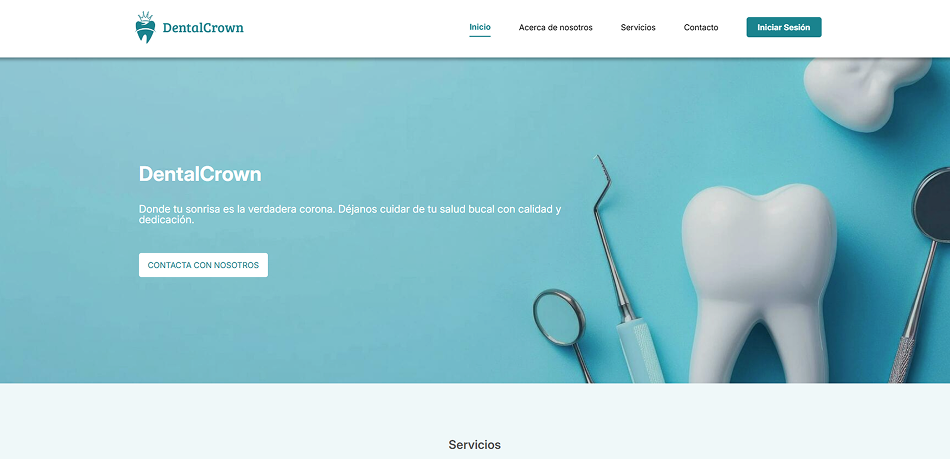 DentalCrown
Inicio
Acerca de nosotros
Servicios
Contacto
Iniciar Sesión
DentalCrown
Donde tu sonrisa es la verdadera corona. Déjanos cuidar de tu salud bucal con calidad y
dedicación.
CONTACTA CON NOSOTROS
Servicios